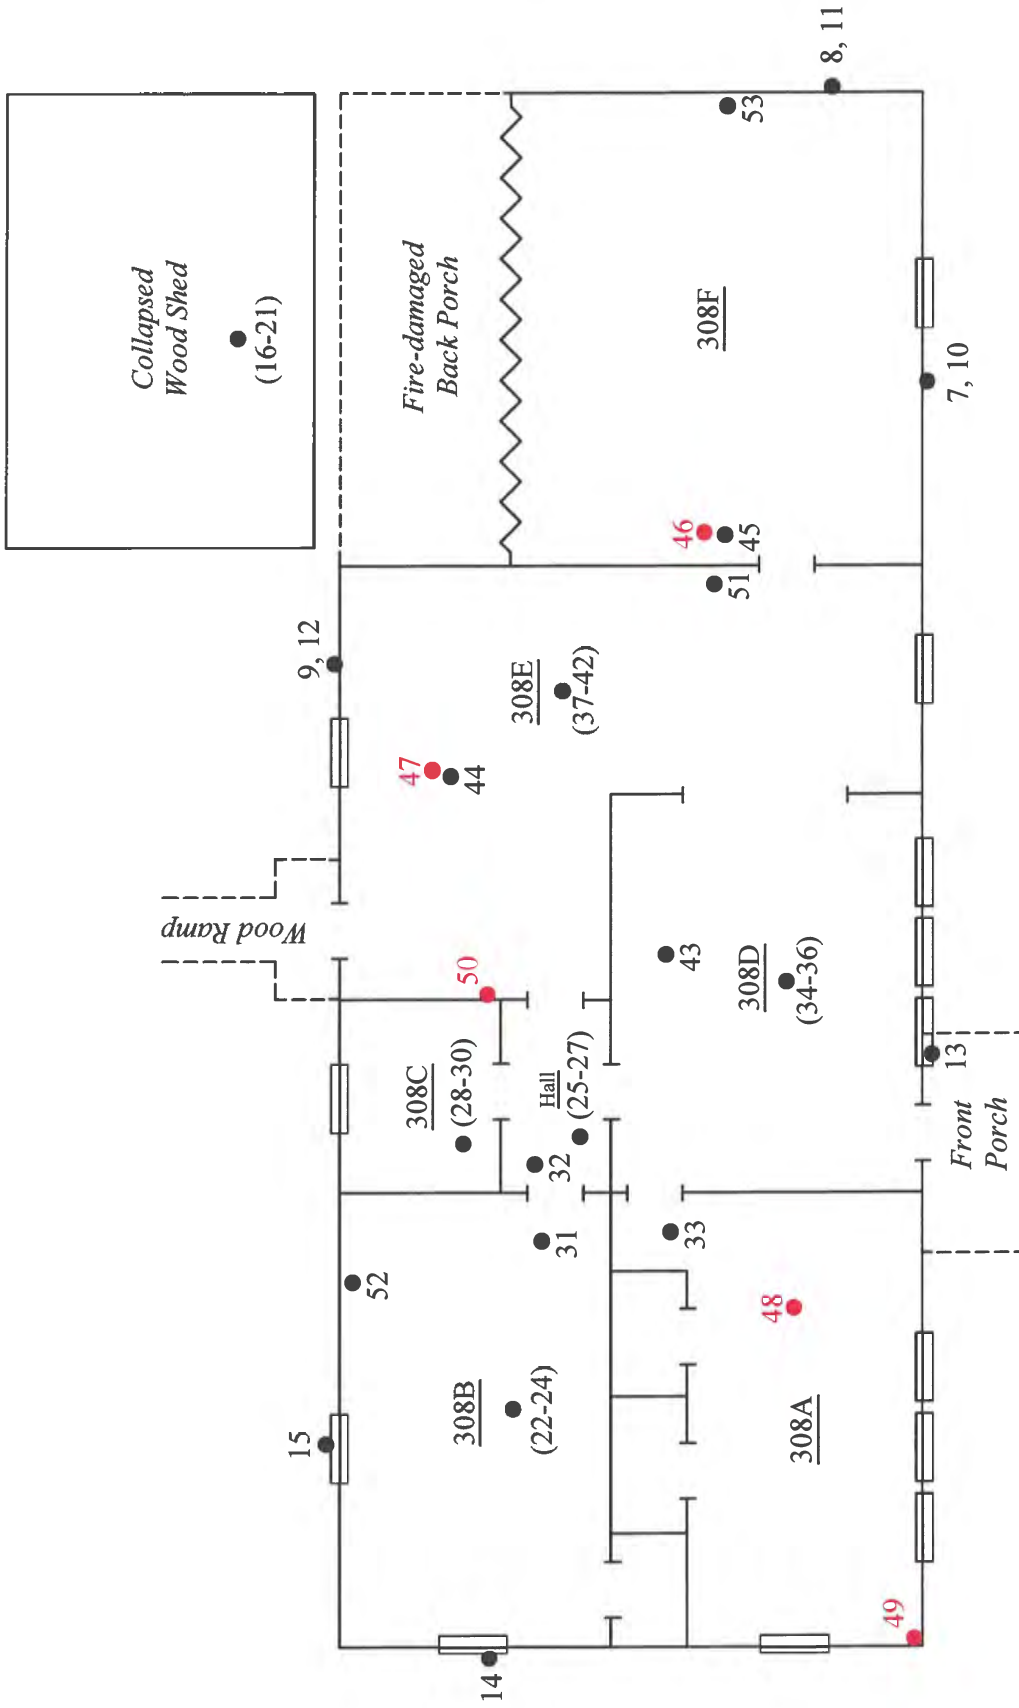 Collapsed
Wood Shed
(16-21)
Fire-damaged
Back Porch
8, 11
53
308F
7, 10
46
45
51
9, 12
308E
(37-42)
47
44
Wood Ramp
50
43
308D
(34-36)
308C
(28-30)
Hall
(25-27)
32
13
Front
Porch
31
33
52
48
308B
(22-24)
308A
15
49
14